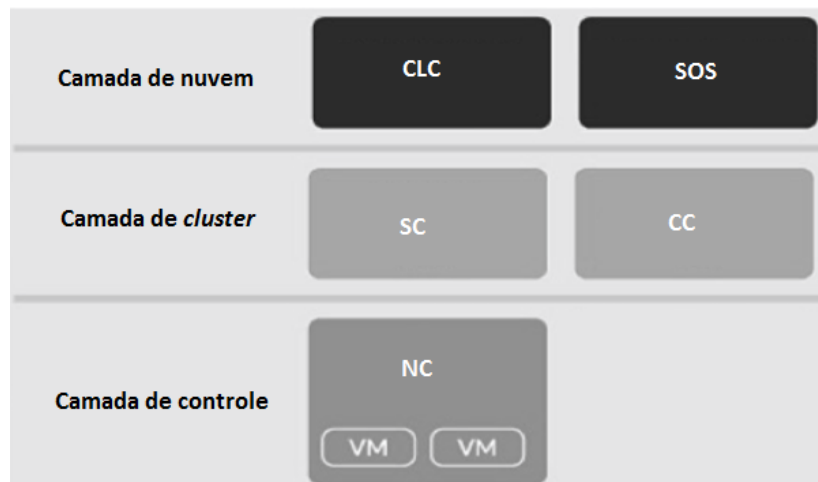 Camada de nuvem
CLC
SOS
Camada de cluster
SC
CC
Camada de controle
NC
VM
VM